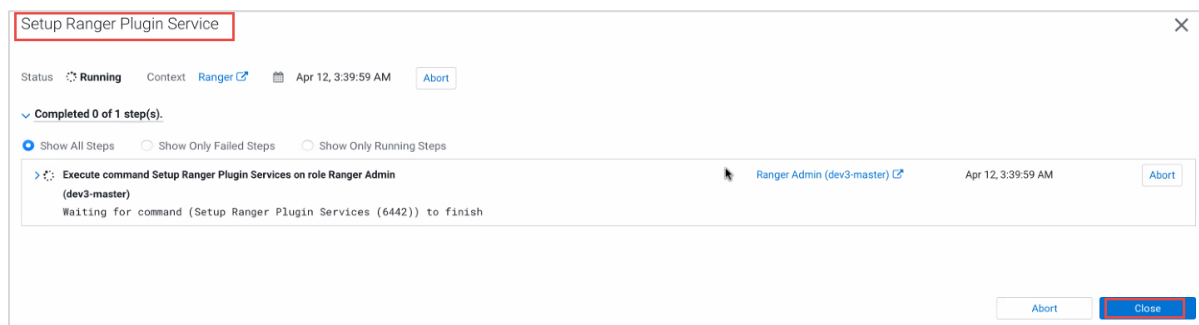 Setup Ranger Plugin Service
Status Running Context Ranger Apr 12, 3:39:59 AM Abort
Completed 0 of 1 step(s).
Show All Steps Show Only Failed Steps Show Only Running Steps
Execute command Setup Ranger Plugin Services on role Ranger Admin Ranger Admin (dev3-master) Apr 12, 3:39:59 AM Abort
(dev3-master)
Waiting for command (Setup Ranger Plugin Services (6442)) to finish
Abort Close